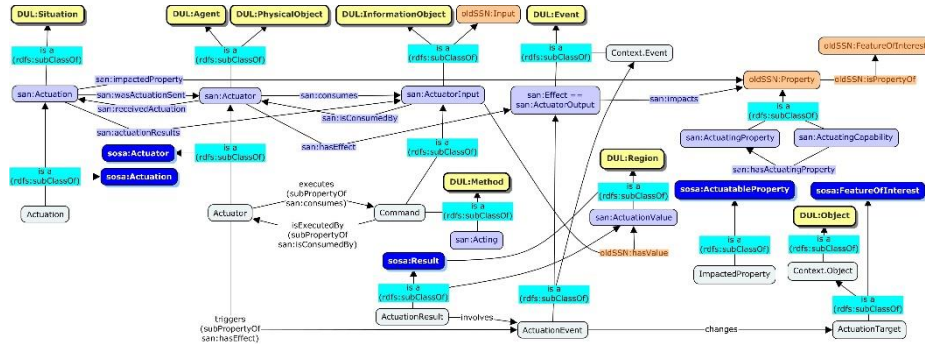 DUL:Situation
DUL:Agent
DUL:PhysicalObject
DUL:InformationObject
oldSSN:Input
DUL:Event
is a
(rdfs:subClassOf)
is a
(rdfs:subClassOf)
is a
(rdfs:subClassOf)
is a
(rdfs:subClassOf)
Context.Event
oldSSN:FeatureOfInterest
san:impactedProperty
san:Actuation
san:wasActuationSent
san:Actuator
san:consumes
san:ActuatorInput
san:Effect ==
san:ActuatorOutput
oldSSN:Property
oldSSN:isPropertyOf
san:receivedActuation
san:isConsumedBy
san:impacts
is a
(rdfs:subClassOf)
san:actuationResults
san:hasEffect
san:ActuatingProperty
san:ActuatingCapability
sosa:Actuator
is a
(rdfs:subClassOf)
is a
(rdfs:subClassOf)
DUL:Region
san:hasActuatingProperty
sosa:Actuation
is a
(rdfs:subClassOf)
DUL:Method
is a
(rdfs:subClassOf)
sosa:ActuatableProperty
sosa:FeatureOfInterest
executes
(subPropertyOf
san:consumes)
Actuation
Actuator
Command
is a
(rdfs:subClassOf)
san:ActuationValue
DUL:Object
isExecutedBy
(subPropertyOf
san:isConsumedBy)
san:Acting
is a
(rdfs:subClassOf)
is a
(rdfs:subClassOf)
sosa:Result
oldSSN:hasValue
ImpactedProperty
Context.Object
is a
(rdfs:subClassOf)
is a
(rdfs:subClassOf)
is a
(rdfs:subClassOf)
triggers
(subPropertyOf
san:hasEffect)
ActuationResult
involves
ActuationEvent
changes
ActuationTarget